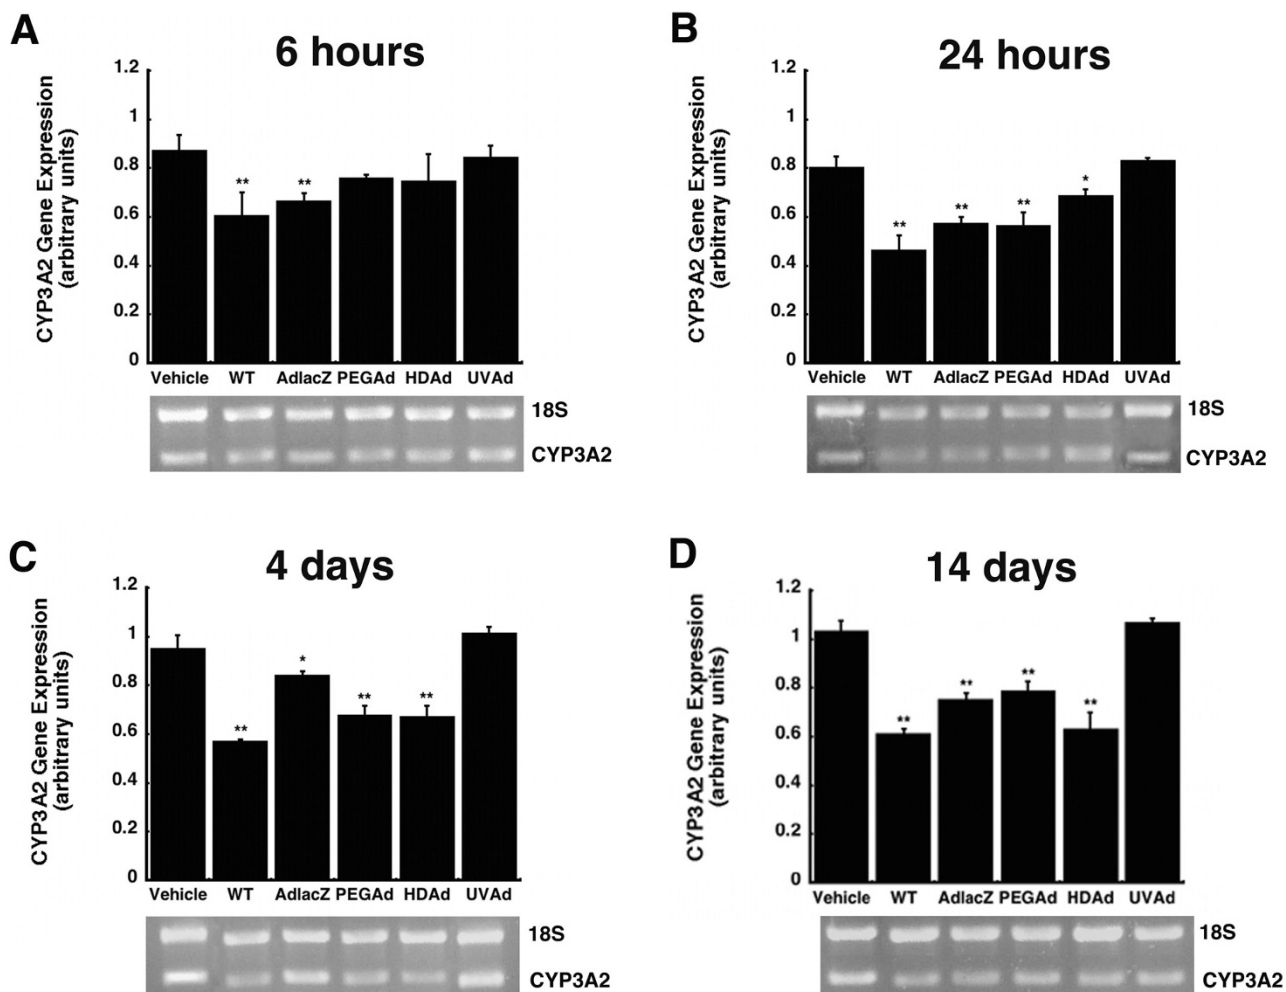 A
6 hours
CYP3A2 Gene Expression
(arbitrary units)
1.2
1
0.8
0.6
0.4
0.2
0
**
**
Vehicle WT AdlacZ PEGAd HDAd UVAd
18S
CYP3A2
B
24 hours
CYP3A2 Gene Expression
(arbitrary units)
1.2
1
0.8
0.6
0.4
0.2
0
**
**
**
*
Vehicle WT AdlacZ PEGAd HDAd UVAd
18S
CYP3A2
C
4 days
CYP3A2 Gene Expression
(arbitrary units)
1.2
1
0.8
0.6
0.4
0.2
0
**
*
**
**
Vehicle WT AdlacZ PEGAd HDAd UVAd
18S
CYP3A2
D
14 days
CYP3A2 Gene Expression
(arbitrary units)
1.2
1
0.8
0.6
0.4
0.2
0
**
**
**
**
Vehicle WT AdlacZ PEGAd HDAd UVAd
18S
CYP3A2